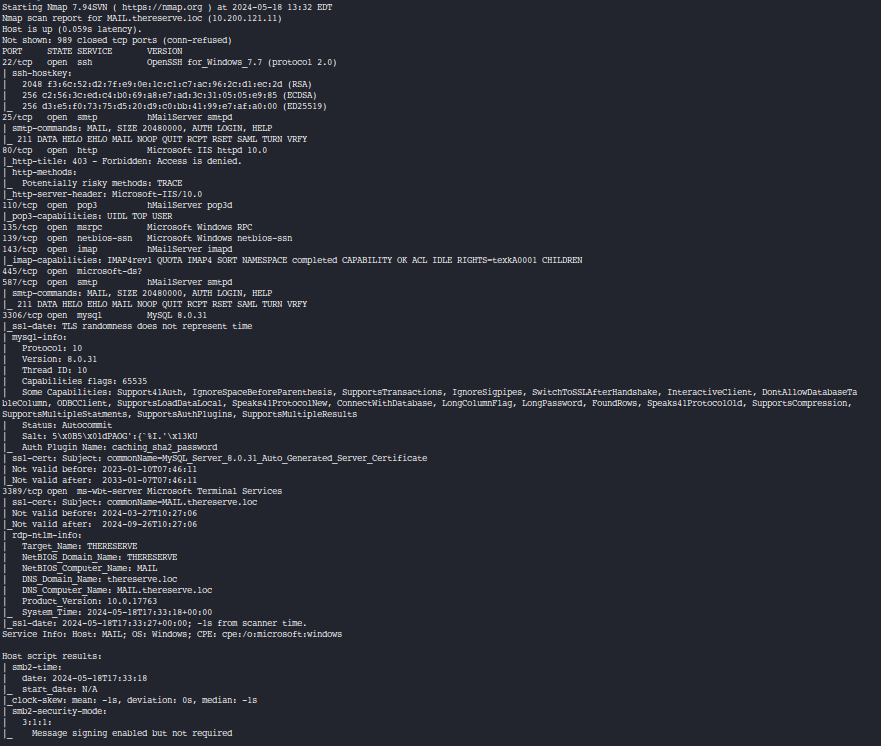 Starting Nmap 7.94SVN ( https://nmap.org ) at 2024-05-18 13:32 EDT
Nmap scan report for MAIL.thereserve.loc (10.200.121.11)
Host is up (0.059s latency).
Not shown: 989 closed tcp ports (conn-refused)
PORT     STATE SERVICE       VERSION
22/tcp   open  ssh           OpenSSH for_Windows_7.7 (protocol 2.0)
| ssh-hostkey:
|   2048 f3:6c:52:d2:7f:e9:0e:1c:c1:c7:ac:96:2c:d1:ec:2d (RSA)
|   256 c2:56:3c:ed:c4:b0:69:a8:e7:ad:3c:31:05:05:e9:85 (ECDSA)
|_  256 d3:e5:f0:73:75:d5:20:d9:c0:bb:41:99:e7:af:a0:00 (ED25519)
25/tcp   open  smtp          hMailServer smtpd
| smtp-commands: MAIL, SIZE 20480000, AUTH LOGIN, HELP
|_ 211 DATA HELO EHLO MAIL NOOP QUIT RCPT RSET SAML TURN VRFY
80/tcp   open  http          Microsoft IIS httpd 10.0
|_http-title: 403 - Forbidden: Access is denied.
| http-methods:
|_  Potentially risky methods: TRACE
|_http-server-header: Microsoft-IIS/10.0
110/tcp  open  pop3          hMailServer pop3d
|_pop3-capabilities: UIDL TOP USER
135/tcp  open  msrpc         Microsoft Windows RPC
139/tcp  open  netbios-ssn   Microsoft Windows netbios-ssn
143/tcp  open  imap          hMailServer imapd
|_imap-capabilities: IMAP4rev1 QUOTA IMAP4 SORT NAMESPACE completed CAPABILITY OK ACL IDLE RIGHTS=texkA0001 CHILDREN
445/tcp  open  microsoft-ds?
587/tcp  open  smtp          hMailServer smtpd
| smtp-commands: MAIL, SIZE 20480000, AUTH LOGIN, HELP
|_ 211 DATA HELO EHLO MAIL NOOP QUIT RCPT RSET SAML TURN VRFY
3306/tcp open  mysql         MySQL 8.0.31
|_ssl-date: TLS randomness does not represent time
| mysql-info:
|   Protocol: 10
|   Version: 8.0.31
|   Thread ID: 10
|   Capabilities flags: 65535
|   Some Capabilities: Support41Auth, IgnoreSpaceBeforeParenthesis, SupportsTransactions, IgnoreSigpipes, SwitchToSSLAfterHandshake, InteractiveClient, DontAllowDatabaseTa
bleColumn, ODBCClient, SupportsLoadDataLocal, Speaks41ProtocolNew, ConnectWithDatabase, LongColumnFlag, LongPassword, FoundRows, Speaks41ProtocolOld, SupportsCompression,
SupportsMultipleStatments, SupportsAuthPlugins, SupportsMultipleResults
|   Status: Autocommit
|   Salt: 5\x0B5\x01dPAOG':{`%I.'\x13kU
|_  Auth Plugin Name: caching_sha2_password
| ssl-cert: Subject: commonName=MySQL_Server_8.0.31_Auto_Generated_Server_Certificate
| Not valid before: 2023-01-10T07:46:11
|_Not valid after:  2033-01-07T07:46:11
3389/tcp open  ms-wbt-server Microsoft Terminal Services
| ssl-cert: Subject: commonName=MAIL.thereserve.loc
| Not valid before: 2024-03-27T10:27:06
|_Not valid after:  2024-09-26T10:27:06
| rdp-ntlm-info:
|   Target_Name: THERESERVE
|   NetBIOS_Domain_Name: THERESERVE
|   NetBIOS_Computer_Name: MAIL
|   DNS_Domain_Name: thereserve.loc
|   DNS_Computer_Name: MAIL.thereserve.loc
|   Product_Version: 10.0.17763
|_  System_Time: 2024-05-18T17:33:18+00:00
|_ssl-date: 2024-05-18T17:33:27+00:00; -1s from scanner time.
Service Info: Host: MAIL; OS: Windows; CPE: cpe:/o:microsoft:windows

Host script results:
| smb2-time:
|   date: 2024-05-18T17:33:18
|_  start_date: N/A
|_clock-skew: mean: -1s, deviation: 0s, median: -1s
| smb2-security-mode:
|   3:1:1:
|_    Message signing enabled but not required